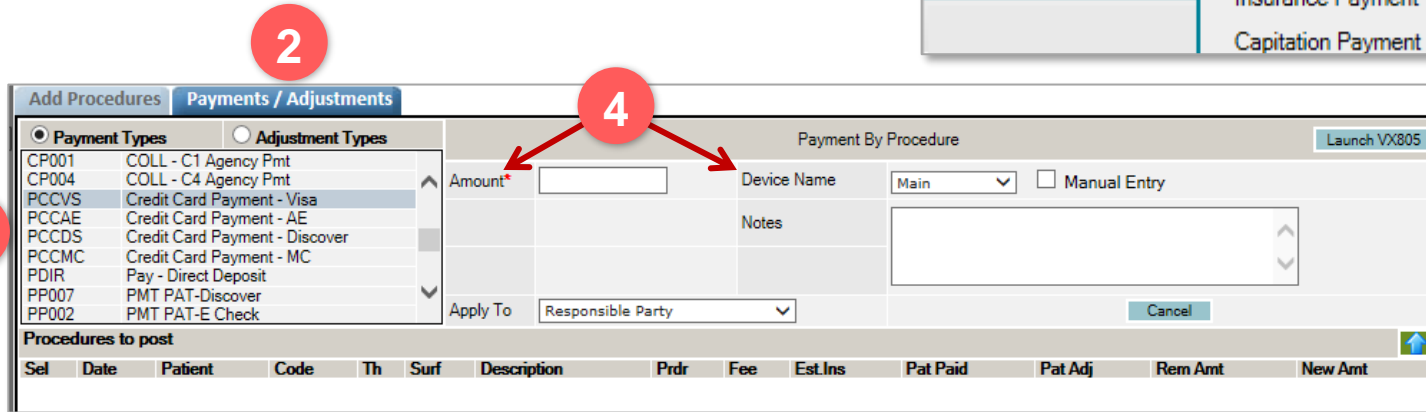 Insurance Payment
Capitation Payment
2
Add Procedures Payments / Adjustments
4
Payment Types Adjustment Types
Payment By Procedure Launch VX805
CP001 COLL - C1 Agency Pmt
CP004 COLL - C4 Agency Pmt
PCCVS Credit Card Payment - Visa
PCCAE Credit Card Payment - AE
PCCDS Credit Card Payment - Discover
PCCMC Credit Card Payment - MC
PDIR Pay - Direct Deposit
PP007 PMT PAT-Discover
PP002 PMT PAT-E Check
Amount* Device Name Main Manual Entry
Notes
Apply To Responsible Party Cancel
Procedures to post
Sel Date Patient Code Th Surf Description Prdr Fee Est.Ins Pat Paid Pat Adj Rem Amt New Amt